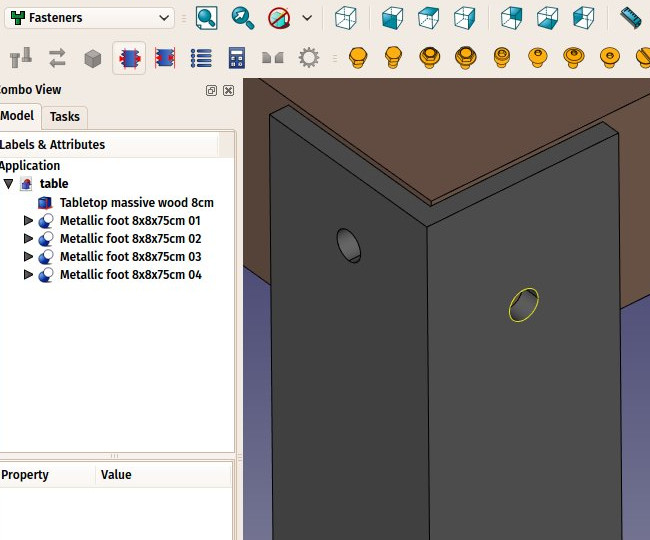 Fasteners
ombo View
Model
Tasks
Labels & Attributes
Application
table
Tabletop massive wood 8cm
Metallic foot 8x8x75cm 01
Metallic foot 8x8x75cm 02
Metallic foot 8x8x75cm 03
Metallic foot 8x8x75cm 04
Property
Value